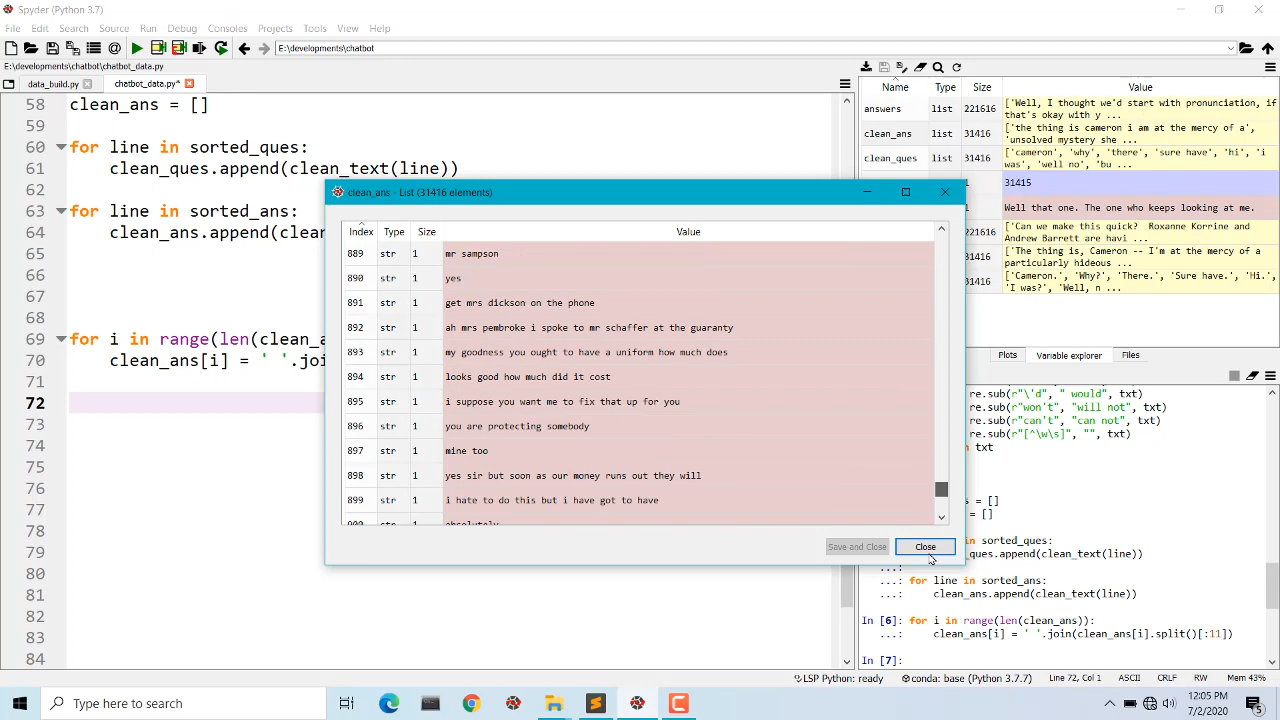 Spyder (Python 3.7)
File Edit Search Source Run Debug Consoles Projects Tools View Help
E:\developments\chatbot
E:\developments\chatbot\chatbot_data.py
data_build.py chatbot_data.py*
58 clean_ans = []
59
60 for line in sorted_ques:
61 clean_ques.append(clean_text(line))
62
63 for line in sorted_ans:
64 clean_ans.append(clean
65
66
67
68
69 for i in range(len(clean_a
70 clean_ans[i] = ' '.joi
71
72
73
74
75
76
77
78
79
80
81
82
83
84
clean_ans - List (31416 elements)
Index Type Size Value
889 str 1 mr sampson
890 str 1 yes
891 str 1 get mrs dickson on the phone
892 str 1 ah mrs pembroke i spoke to mr schaffer at the guaranty
893 str 1 my goodness you ought to have a uniform how much does
894 str 1 looks good how much did it cost
895 str 1 i suppose you want me to fix that up for you
896 str 1 you are protecting somebody
897 str 1 mine too
898 str 1 yes sir but soon as our money runs out they will
899 str 1 i hate to do this but i have got to have
900 str 1 absolutely
Save and Close Close
Name Type Size Value
answers list 221616 ['Well, I thought we'd start with pronunciation, if
that's okay with y ...
clean_ans list 31416 ['the thing is cameron i am at the mercy of a',
'unsolved mystery she ...
clean_ques list 31416 ['cameron', 'why', 'there', 'sure have', 'hi', 'i
was', 'well no', 'bu ...
1 31415
1 Well that one. The one who keeps looking at me.
221616 ['Can we make this quick?  Roxanne Korrine and
Andrew Barrett are havi ...
31416 ['The thing is, Cameron -- I'm at the mercy of a
particularly hideous ...
31416 ['Cameron.', 'Why?', 'There.', 'Sure have.', 'Hi.',
'I was?', 'Well, n ...
Plots Variable explorer Files
re.sub(r"\'d", " would", txt)
re.sub(r"won't", "will not", txt)
re.sub(r"can't", "can not", txt)
re.sub(r"[^\w\s]", "", txt)
n txt
s = []
= []
in sorted_ques:
_ques.append(clean_text(line))
...:
...: for line in sorted_ans:
...: clean_ans.append(clean_text(line))
In [6]: for i in range(len(clean_ans)):
...: clean_ans[i] = ' '.join(clean_ans[i].split()[:11])
In [7]:
LSP Python: ready conda: base (Python 3.7.7) Line 72, Col 1 ASCII CRLF RW Mem 43%
Type here to search
12:05 PM
7/2/2020
5